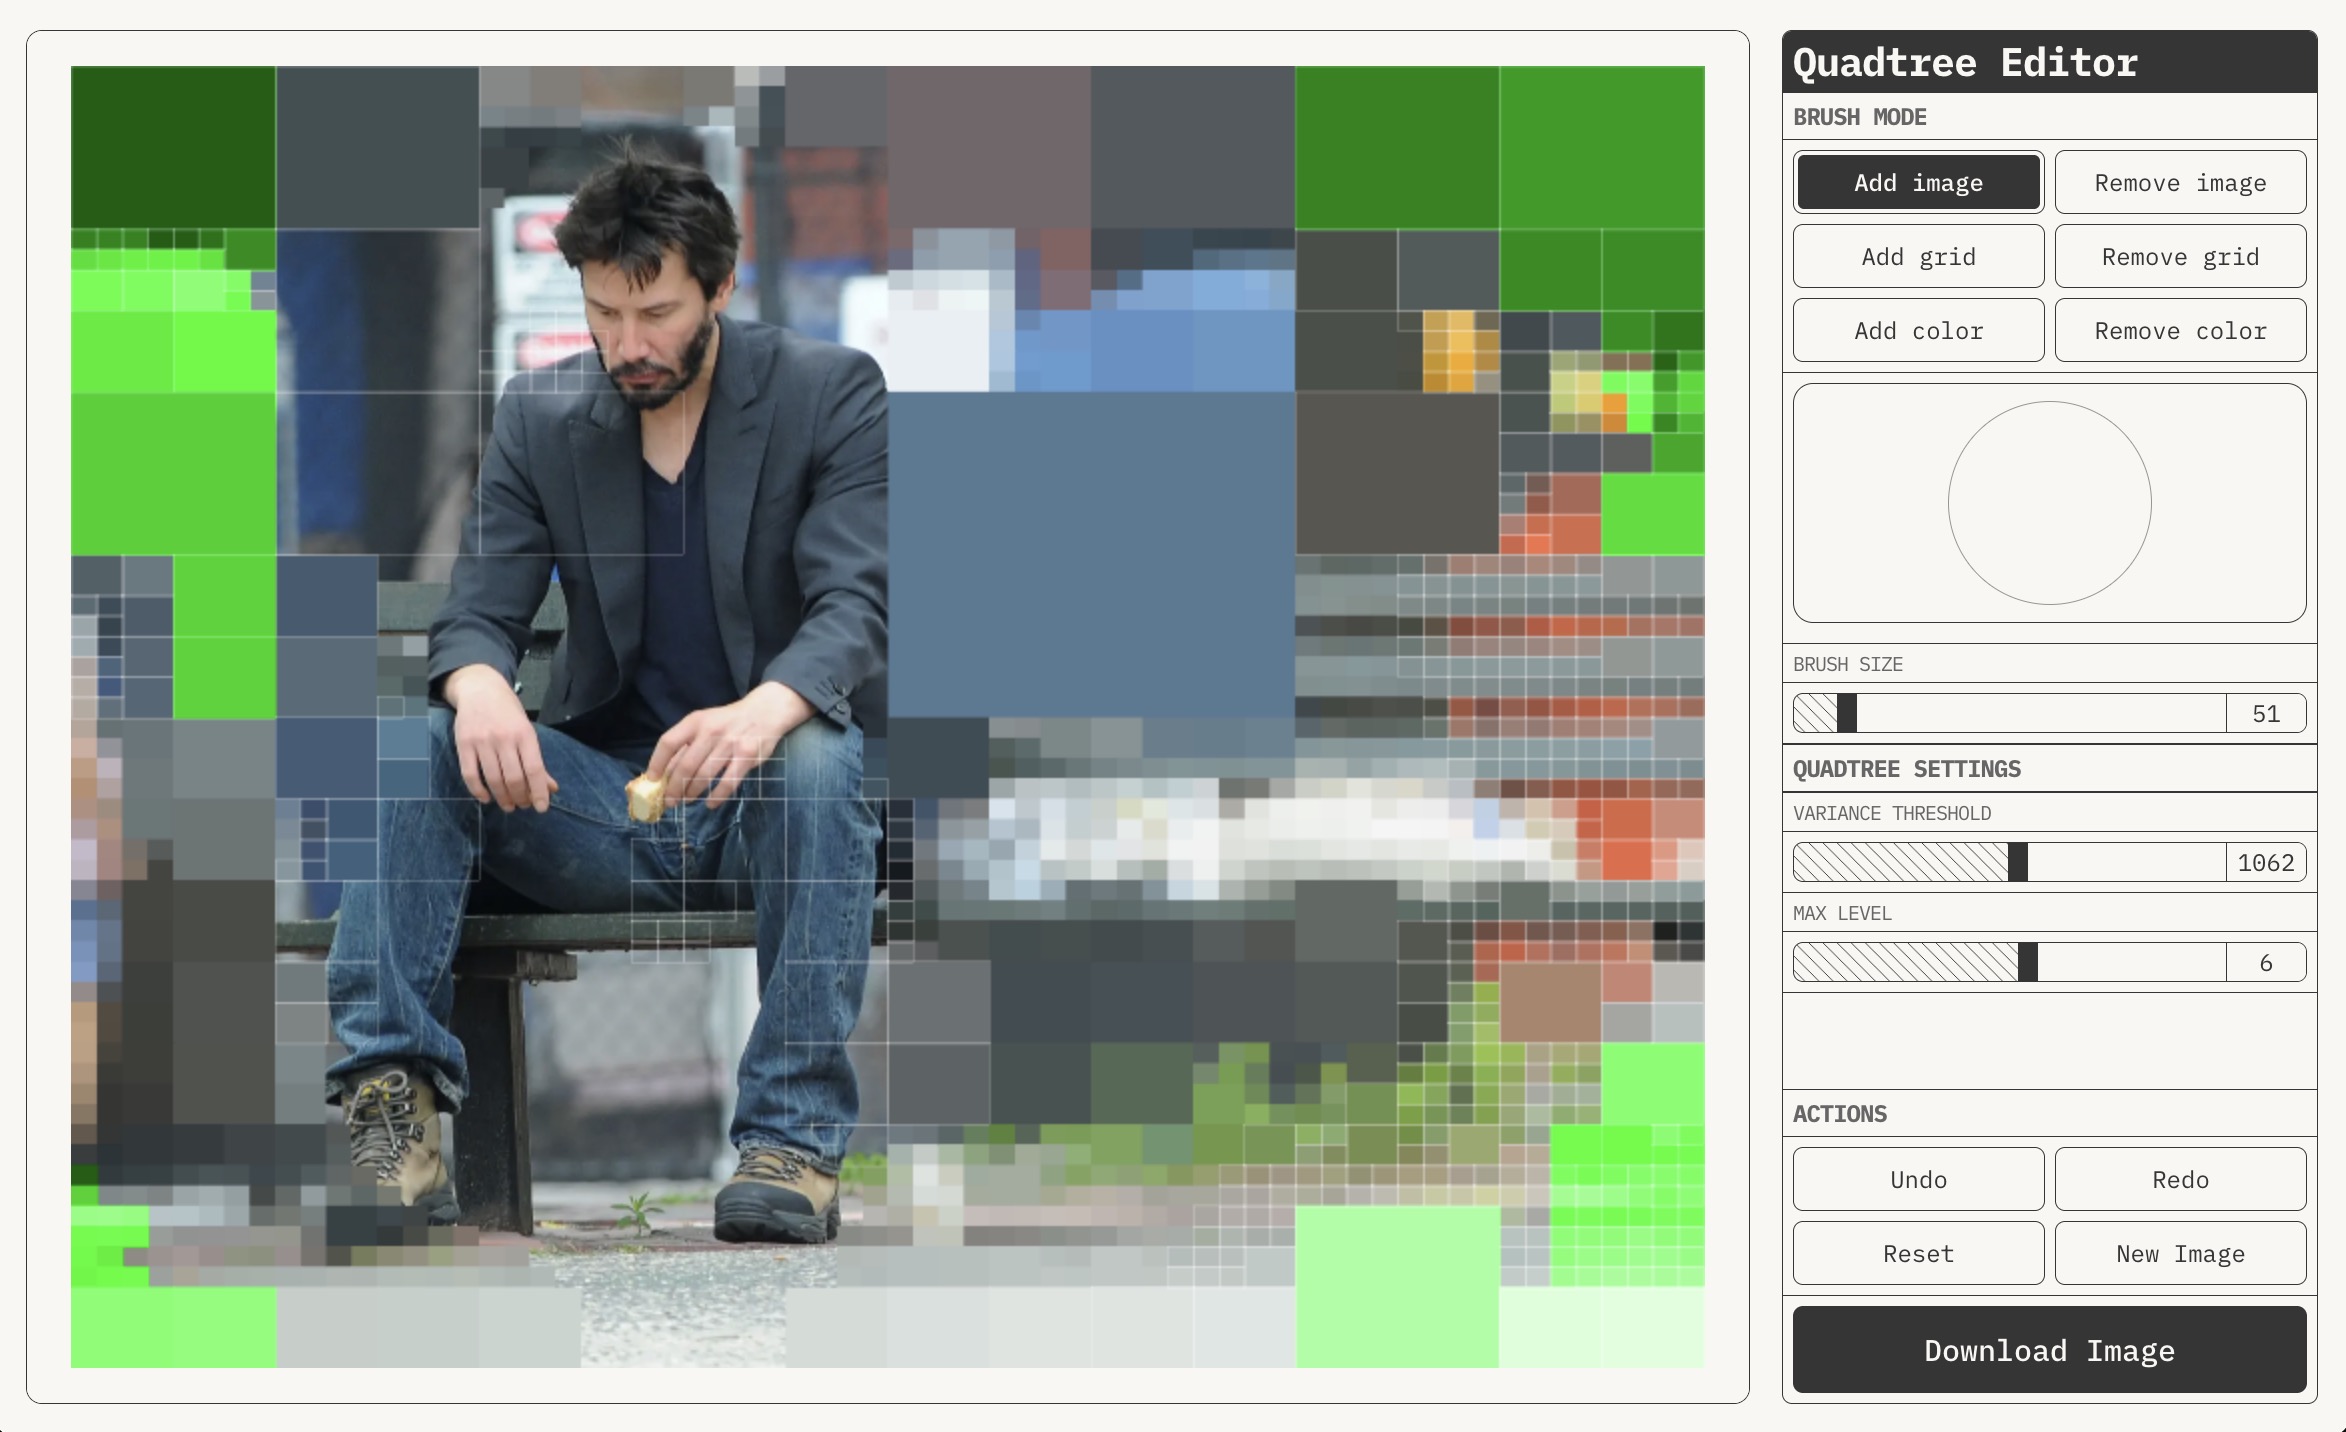 Quadtree Editor
BRUSH MODE
Add image
Remove image
Add grid
Remove grid
Add color
Remove color
BRUSH SIZE
51
QUADTREE SETTINGS
VARIANCE THRESHOLD
1062
MAX LEVEL
6
ACTIONS
Undo
Redo
Reset
New Image
Download Image